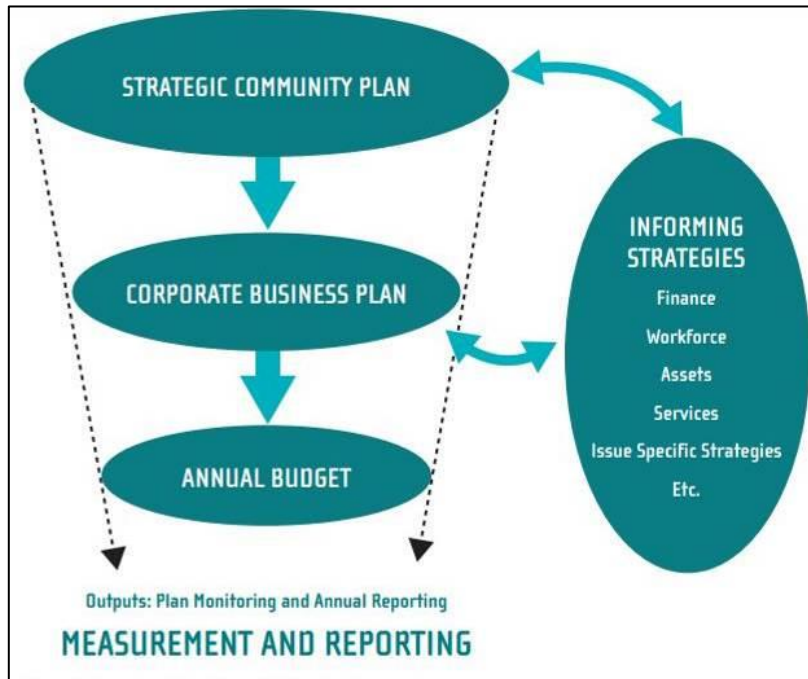 STRATEGIC COMMUNITY PLAN
CORPORATE BUSINESS PLAN
ANNUAL BUDGET
INFORMING
STRATEGIES
Finance
Workforce
Assets
Services
Issue Specific Strategies
Etc.
Outputs: Plan Monitoring and Annual Reporting
MEASUREMENT AND REPORTING